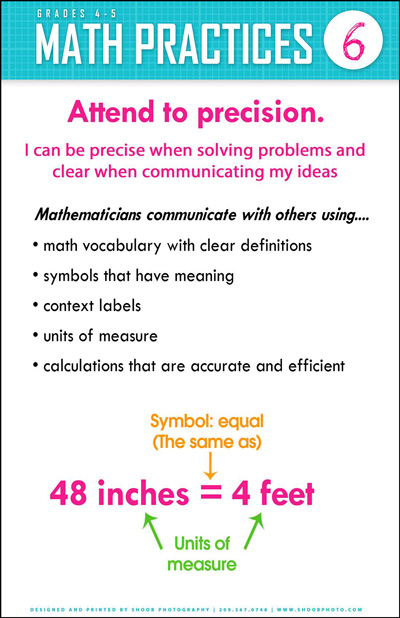 GRADES 4-5
MATH PRACTICES 6
Attend to precision.
I can be precise when solving problems and
clear when communicating my ideas
Mathematicians communicate with others using....
• math vocabulary with clear definitions
• symbols that have meaning
• context labels
• units of measure
• calculations that are accurate and efficient
Symbol: equal
(The same as)
48 inches = 4 feet
Units of
measure
DESIGNED AND PRINTED BY SHOOB PHOTOGRAPHY | 209.367.0748 | WWW.SHOOBPHOTO.COM